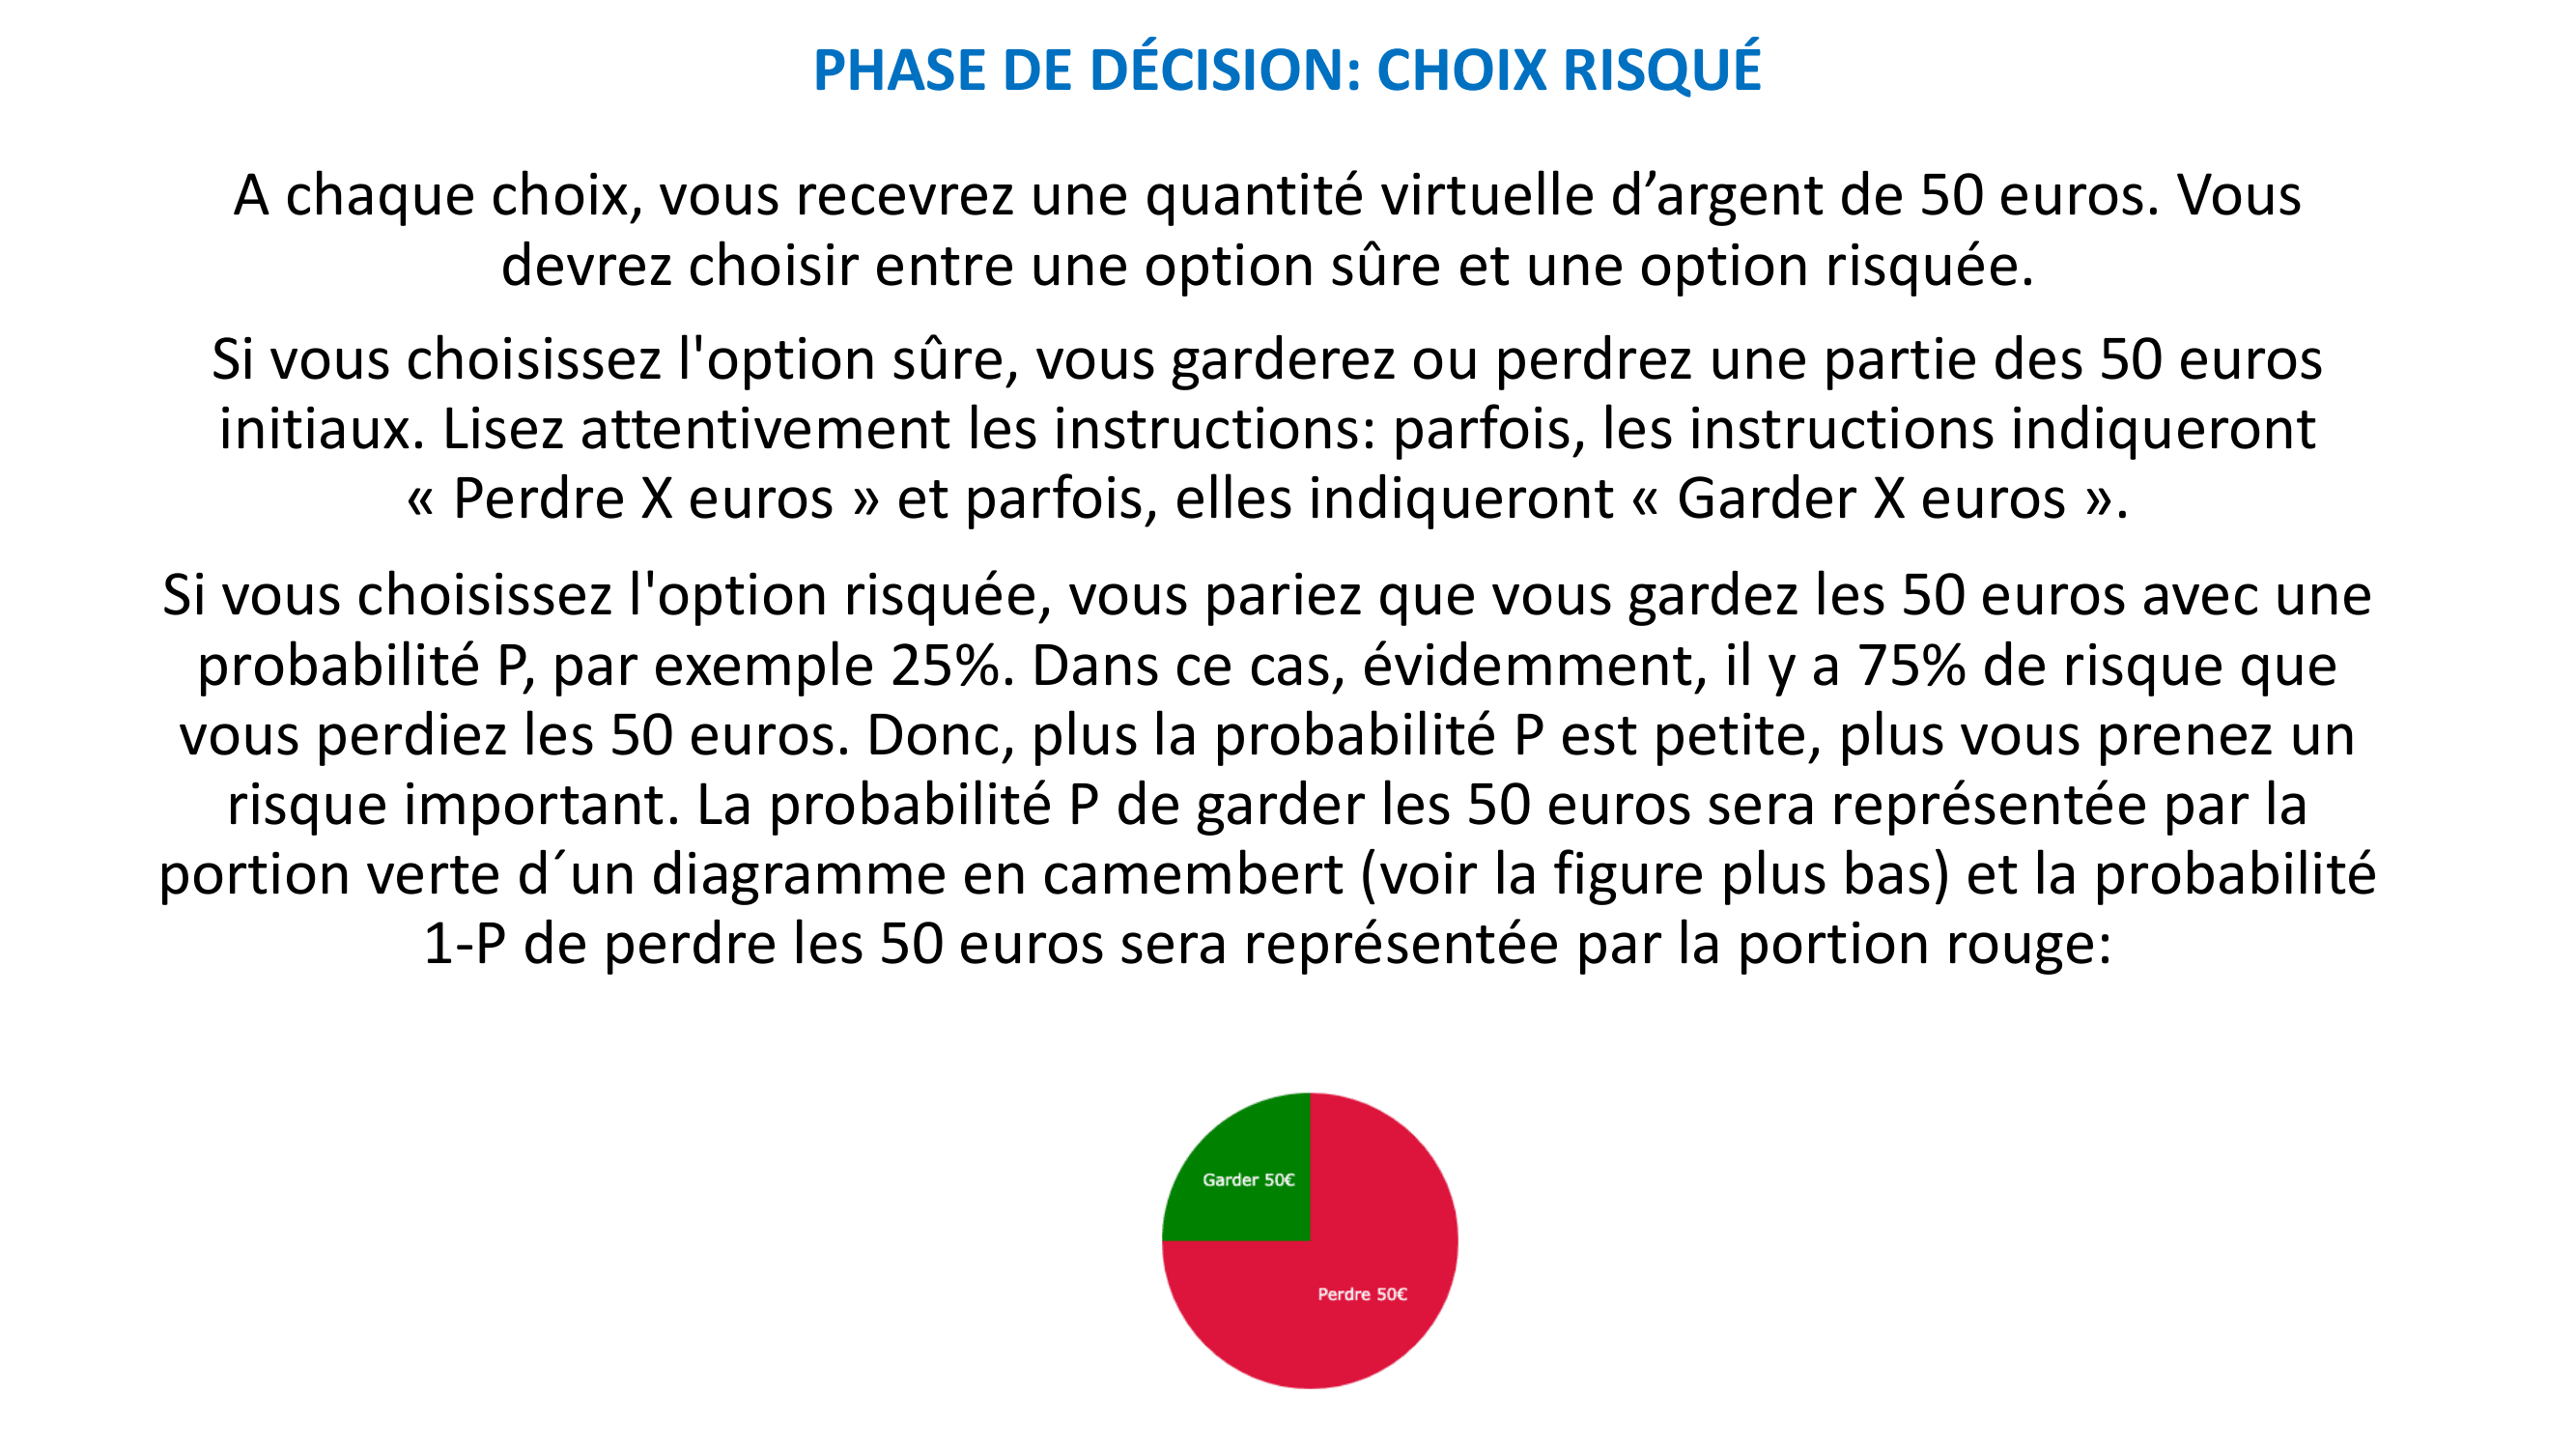 PHASE DE DÉCISION: CHOIX RISQUÉ
A chaque choix, vous recevrez une quantité virtuelle d’argent de 50 euros. Vous
devrez choisir entre une option sûre et une option risquée.
Si vous choisissez l'option sûre, vous garderez ou perdrez une partie des 50 euros
initiaux. Lisez attentivement les instructions: parfois, les instructions indiqueront
« Perdre X euros » et parfois, elles indiqueront « Garder X euros ».
Si vous choisissez l'option risquée, vous pariez que vous gardez les 50 euros avec une
probabilité P, par exemple 25%. Dans ce cas, évidemment, il y a 75% de risque que
vous perdiez les 50 euros. Donc, plus la probabilité P est petite, plus vous prenez un
risque important. La probabilité P de garder les 50 euros sera représentée par la
portion verte d´un diagramme en camembert (voir la figure plus bas) et la probabilité
1-P de perdre les 50 euros sera représentée par la portion rouge:
Garder 50€
Perdre 50€